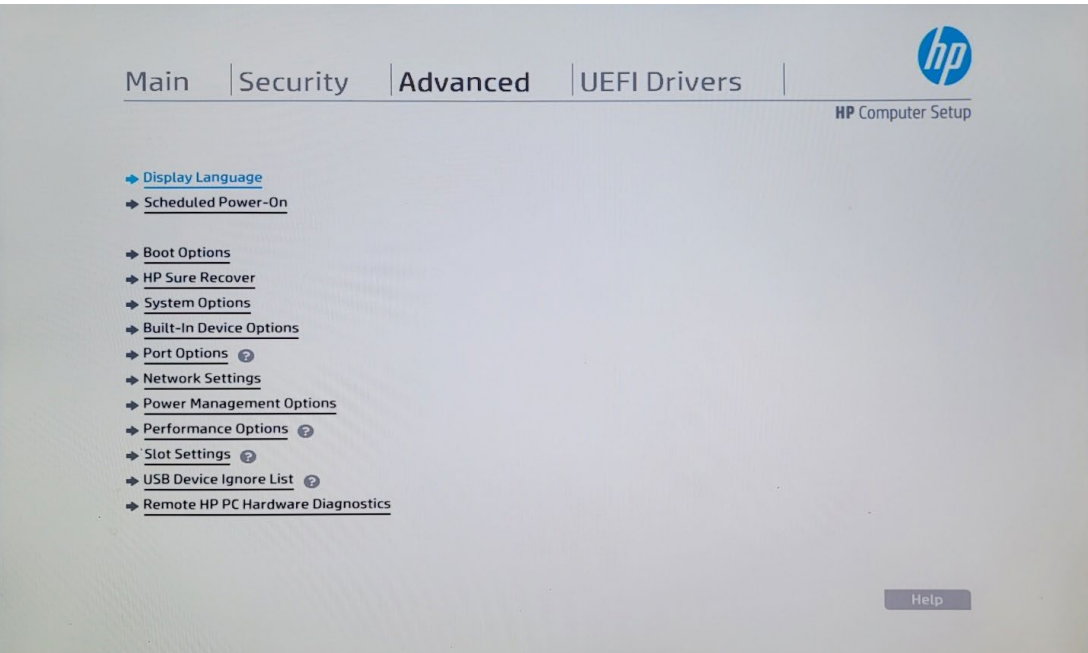 hp
Main Security Advanced UEFI Drivers
HP Computer Setup
Display Language
Scheduled Power-On
Boot Options
HP Sure Recover
System Options
Built-In Device Options
Port Options ?
Network Settings
Power Management Options
Performance Options ?
Slot Settings ?
USB Device Ignore List ?
Remote HP PC Hardware Diagnostics
Help